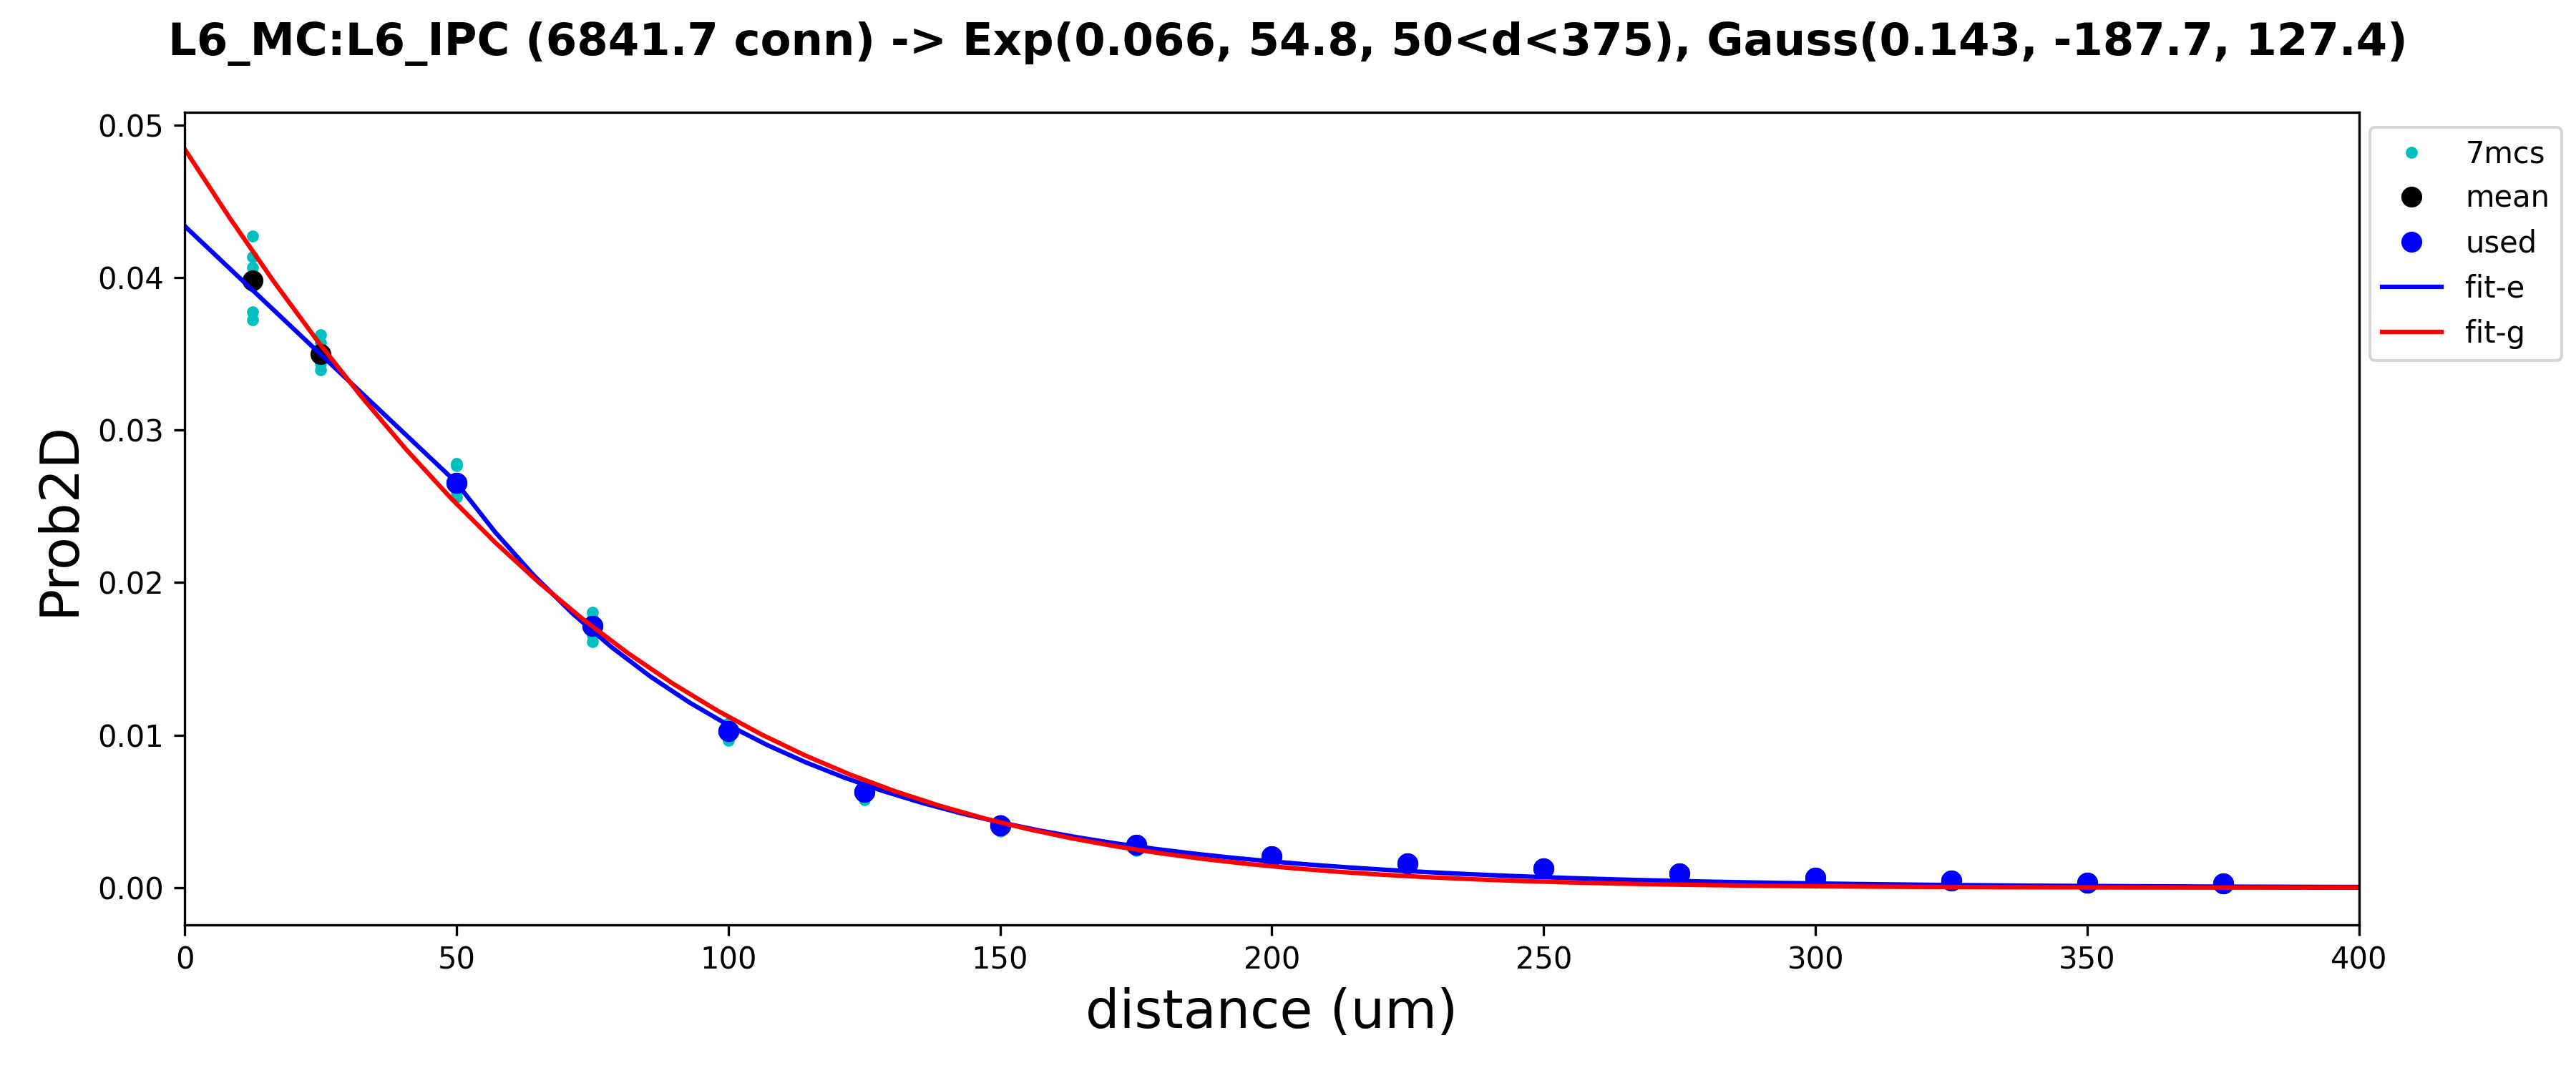 L6_MC:L6_IPC (6841.7 conn) -> Exp(0.066, 54.8, 50<d<375), Gauss(0.143, -187.7, 127.4)
0.05
0.04
0.03
0.02
0.01
0.00
Prob2D
0 50 100 150 200 250 300 350 400
distance (um)
7mcs
mean
used
fit-e
fit-g